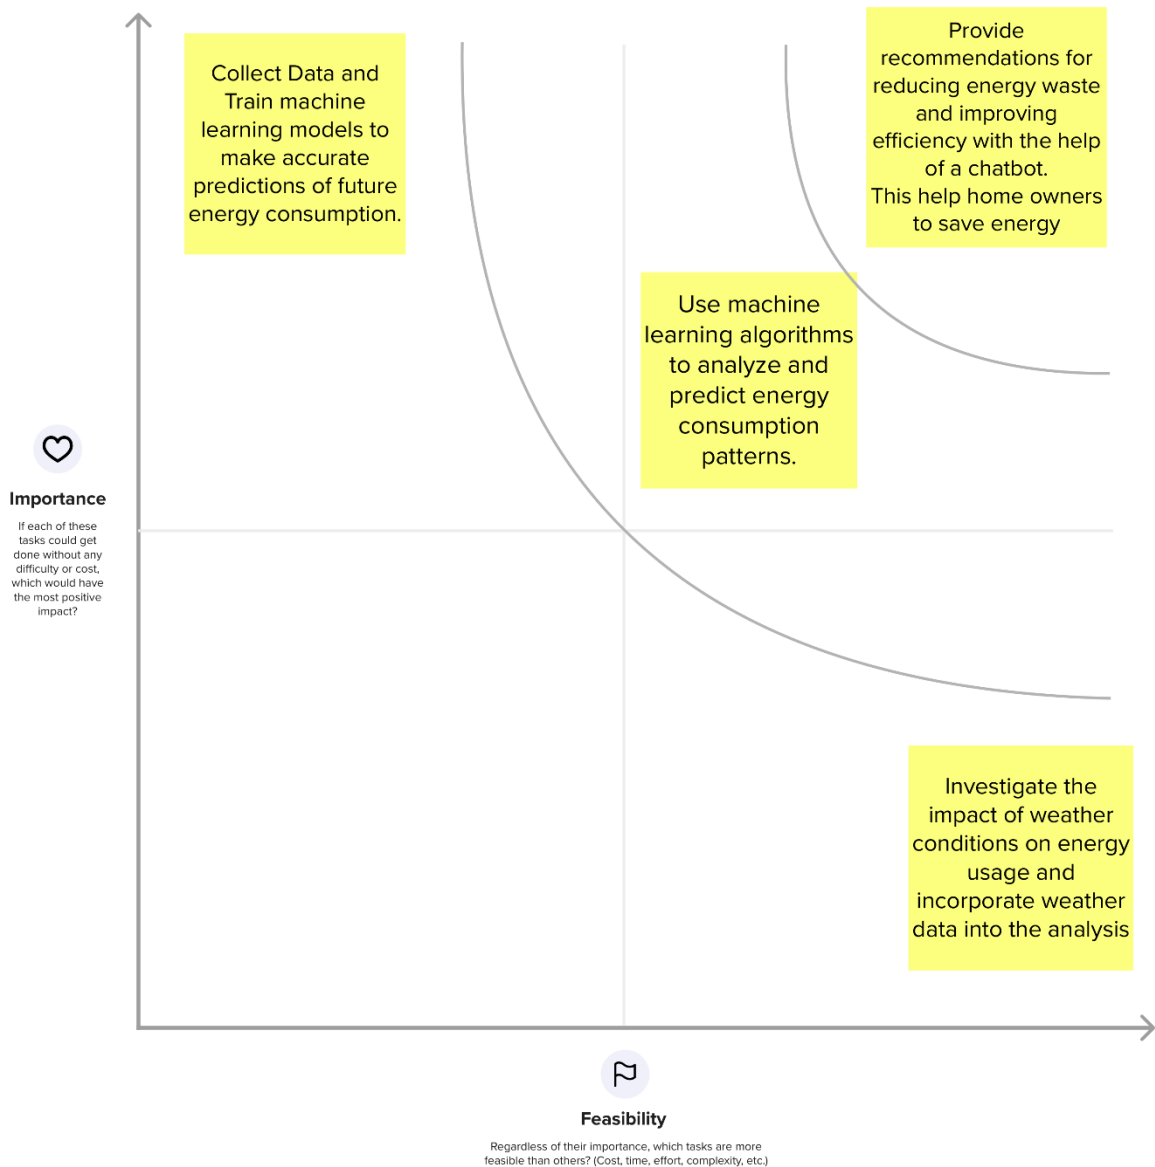 Collect Data and
Train machine
learning models to
make accurate
predictions of future
energy consumption.
Provide
recommendations for
reducing energy waste
and improving
efficiency with the help
of a chatbot.
This help home owners
to save energy
Use machine
learning algorithms
to analyze and
predict energy
consumption
patterns.
Importance
If each of these
tasks could get
done without any
difficulty or cost,
which would have
the most positive
impact?
Investigate the
impact of weather
conditions on energy
usage and
incorporate weather
data into the analysis
Feasibility
Regardless of their importance, which tasks are more
feasible than others? (Cost, time, effort, complexity, etc.)